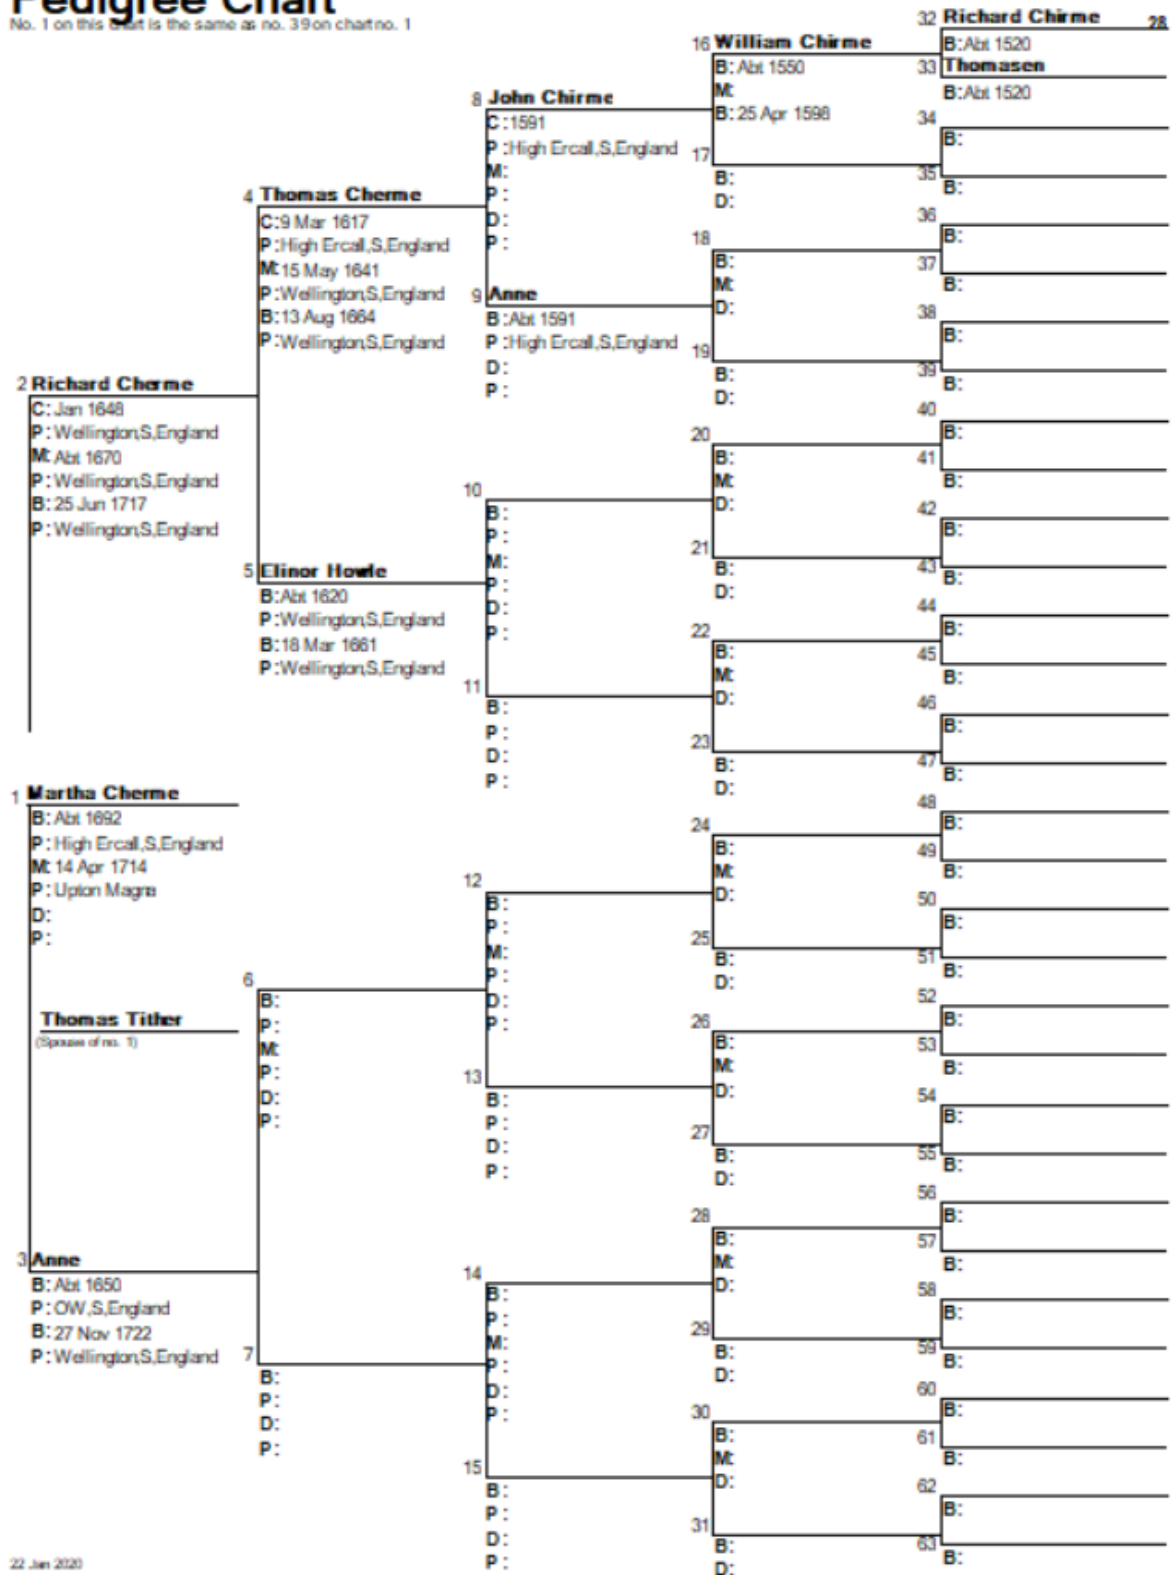 Pedigree Chart
No. 1 on this chart is the same as no. 39 on chart no. 1
1 Martha Cherme
B: Abt 1692
P: High Ercall,S,England
M: 14 Apr 1714
P: Upton Magna
D:
P:
Thomas Tither
(Spouse of no. 1)
2 Richard Cherme
C: Jan 1648
P: Wellington,S,England
M: Abt 1670
P: Wellington,S,England
B: 25 Jun 1717
P: Wellington,S,England
3 Anne
B: Abt 1650
P: OW,S,England
B: 27 Nov 1722
P: Wellington,S,England
4 Thomas Cherme
C: 9 Mar 1617
P: High Ercall,S,England
M: 15 May 1641
P: Wellington,S,England
B: 13 Aug 1664
P: Wellington,S,England
5 Elinor Howle
B: Abt 1620
P: Wellington,S,England
B: 18 Mar 1661
P: Wellington,S,England
6
B:
P:
M:
P:
D:
P:
7
B:
P:
D:
P:
8 John Chirme
C: 1591
P: High Ercall,S,England
M:
P:
D:
P:
9 Anne
B: Abt 1591
P: High Ercall,S,England
D:
P:
10
B:
P:
M:
P:
D:
P:
11
B:
P:
D:
P:
12
B:
P:
M:
P:
D:
P:
13
B:
P:
D:
P:
14
B:
P:
M:
P:
D:
P:
15
B:
P:
D:
P:
16 William Chirme
B: Abt 1550
M:
B: 25 Apr 1598
17
B:
D:
18
B:
M:
D:
19
B:
D:
20
B:
M:
D:
21
B:
D:
22
B:
M:
D:
23
B:
D:
24
B:
M:
D:
25
B:
D:
26
B:
M:
D:
27
B:
D:
28
B:
M:
D:
29
B:
D:
30
B:
M:
D:
31
B:
D:
32 Richard Chirme 28
B: Abt 1520
33 Thomasen
B: Abt 1520
34
B:
35
B:
36
B:
37
B:
38
B:
39
B:
40
B:
41
B:
42
B:
43
B:
44
B:
45
B:
46
B:
47
B:
48
B:
49
B:
50
B:
51
B:
52
B:
53
B:
54
B:
55
B:
56
B:
57
B:
58
B:
59
B:
60
B:
61
B:
62
B:
63
B:
22 Jan 2020